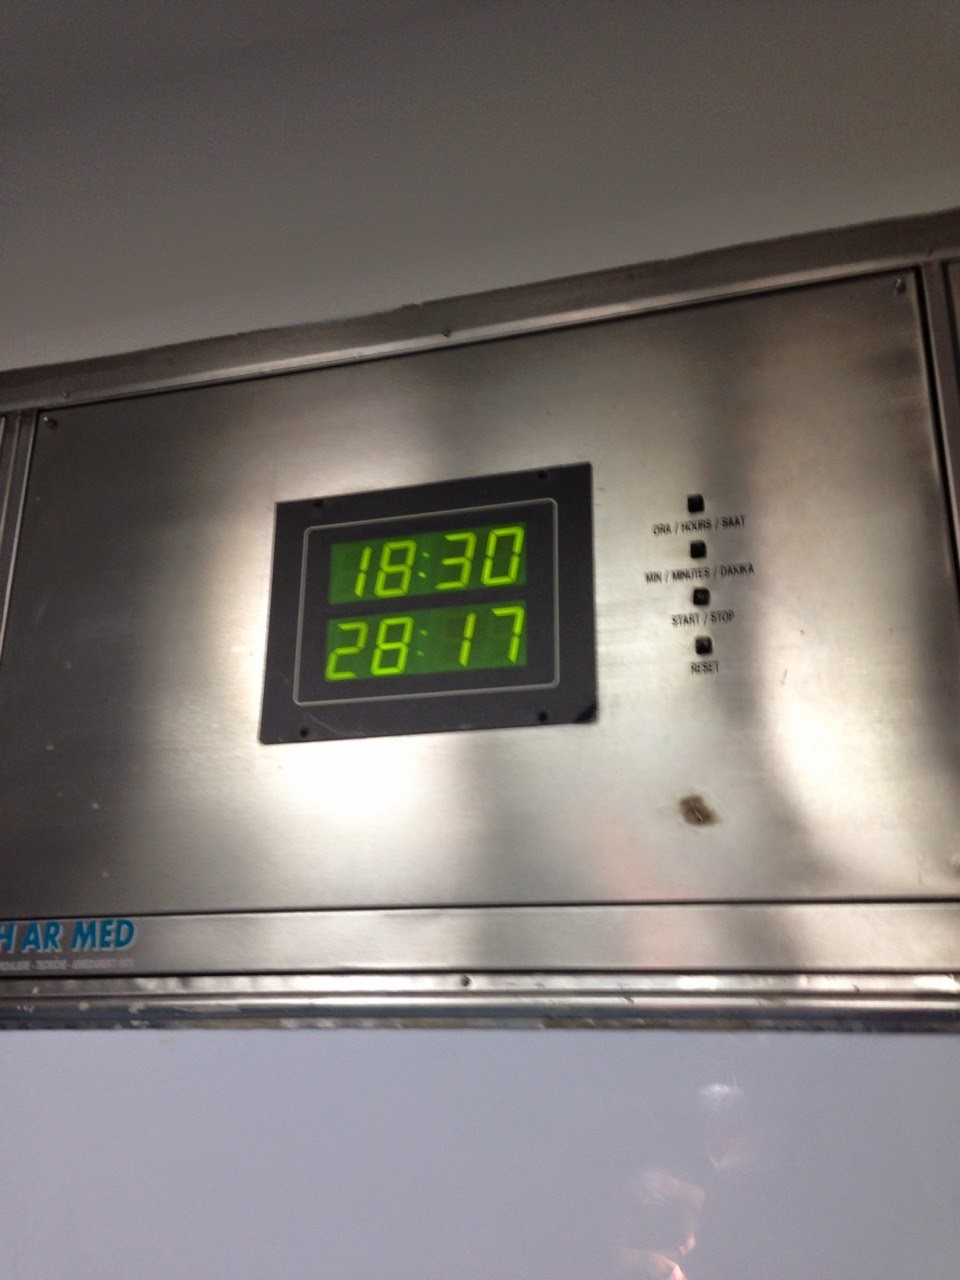 18:30
28:17
ORA / HOURS / SAAT
MIN / MINUTES / DAKIKA
START / STOP
RESET
H AR MED